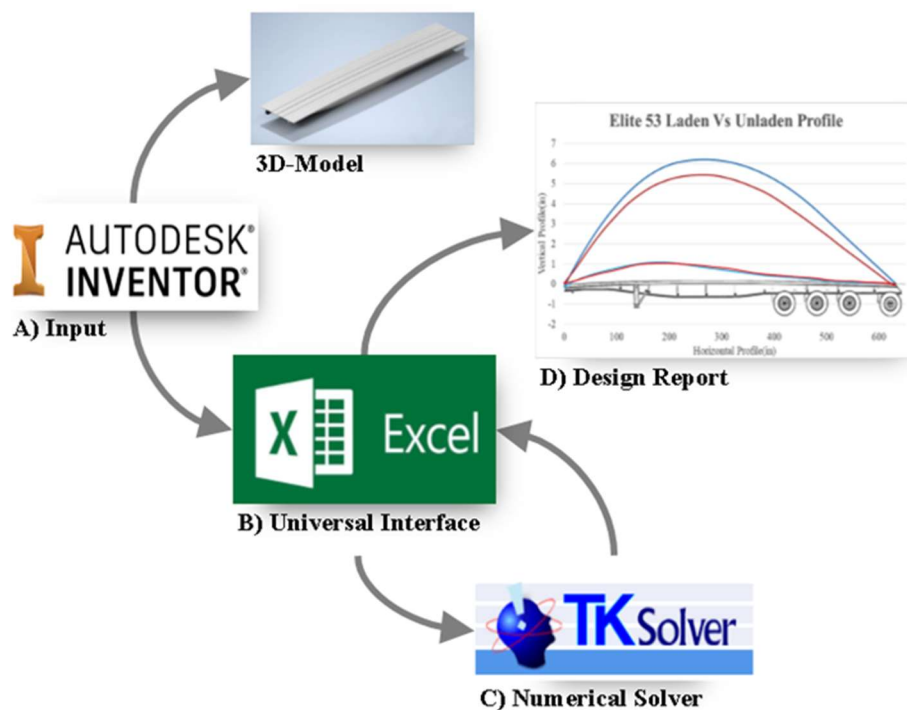 3D-Model
AUTODESK®
INVENTOR®
A) Input
Elite 53 Laden Vs Unladen Profile
Vertical Profile(in)
7
6
5
4
3
2
1
0
-1
-2
0 100 200 300 400 500 600
Horizontal Profile(in)
D) Design Report
X Excel
B) Universal Interface
TK Solver
C) Numerical Solver